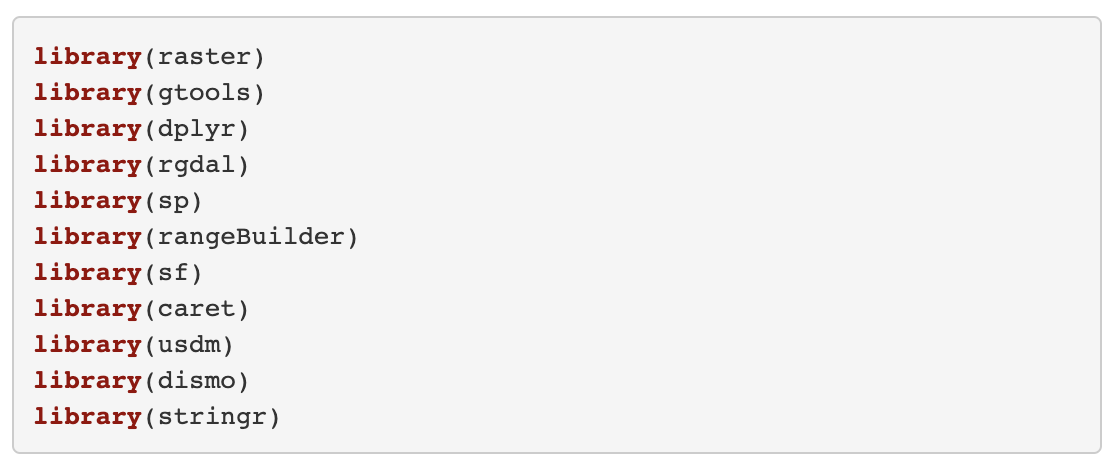 library(raster)
library(gtools)
library(dplyr)
library(rgdal)
library(sp)
library(rangeBuilder)
library(sf)
library(caret)
library(usdm)
library(dismo)
library(stringr)